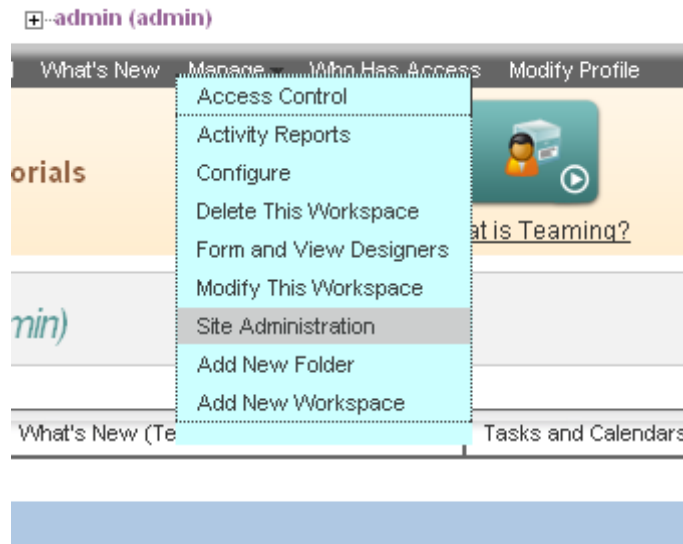 admin (admin)
What's New Manage Who Has Access Modify Profile
Access Control
Activity Reports
orials
Configure
Delete This Workspace
at is Teaming?
Form and View Designers
Modify This Workspace
min)
Site Administration
Add New Folder
Add New Workspace
What's New (Te
Tasks and Calendars